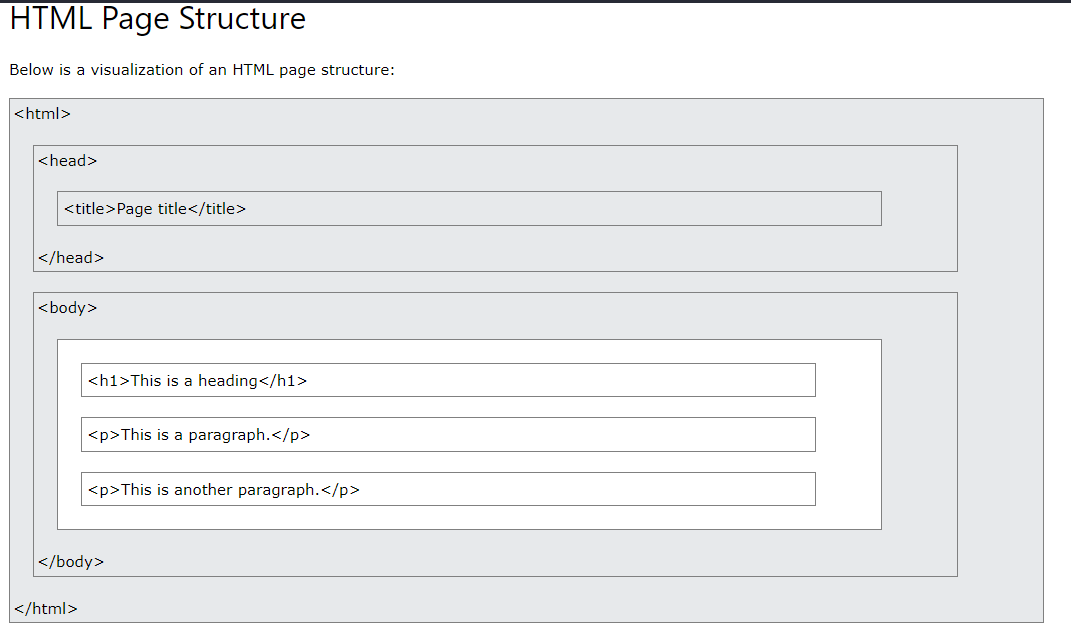 HTML Page Structure
Below is a visualization of an HTML page structure:
<html>
<head>
<title>Page title</title>
</head>
<body>
<h1>This is a heading</h1>
<p>This is a paragraph.</p>
<p>This is another paragraph.</p>
</body>
</html>